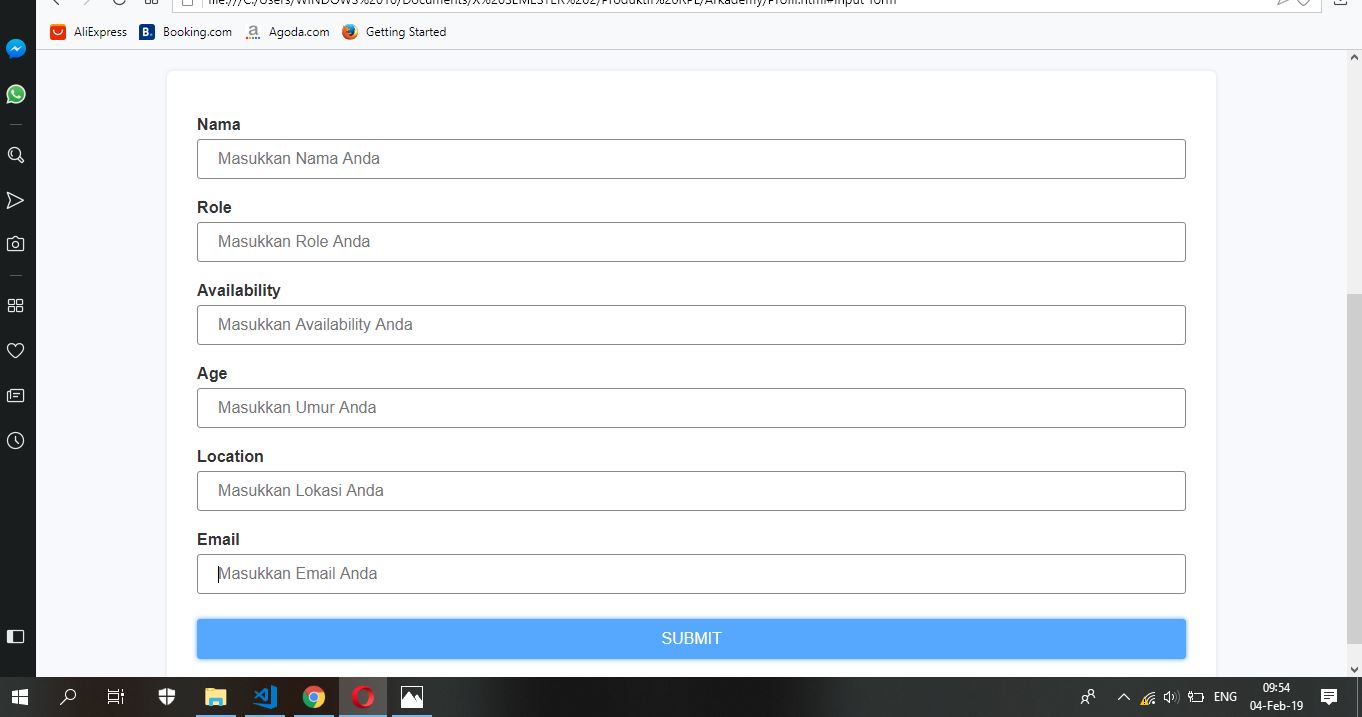 file:///C:/Users/WINDOWS%2010/Documents/X%20SEMESTER%202/Produktif%20RPL/Arkademy/Profil.html#input-form
AliExpress B. Booking.com a Agoda.com Getting Started
Nama
Masukkan Nama Anda
Role
Masukkan Role Anda
Availability
Masukkan Availability Anda
Age
Masukkan Umur Anda
Location
Masukkan Lokasi Anda
Email
Masukkan Email Anda
SUBMIT
ENG
09:54
04-Feb-19